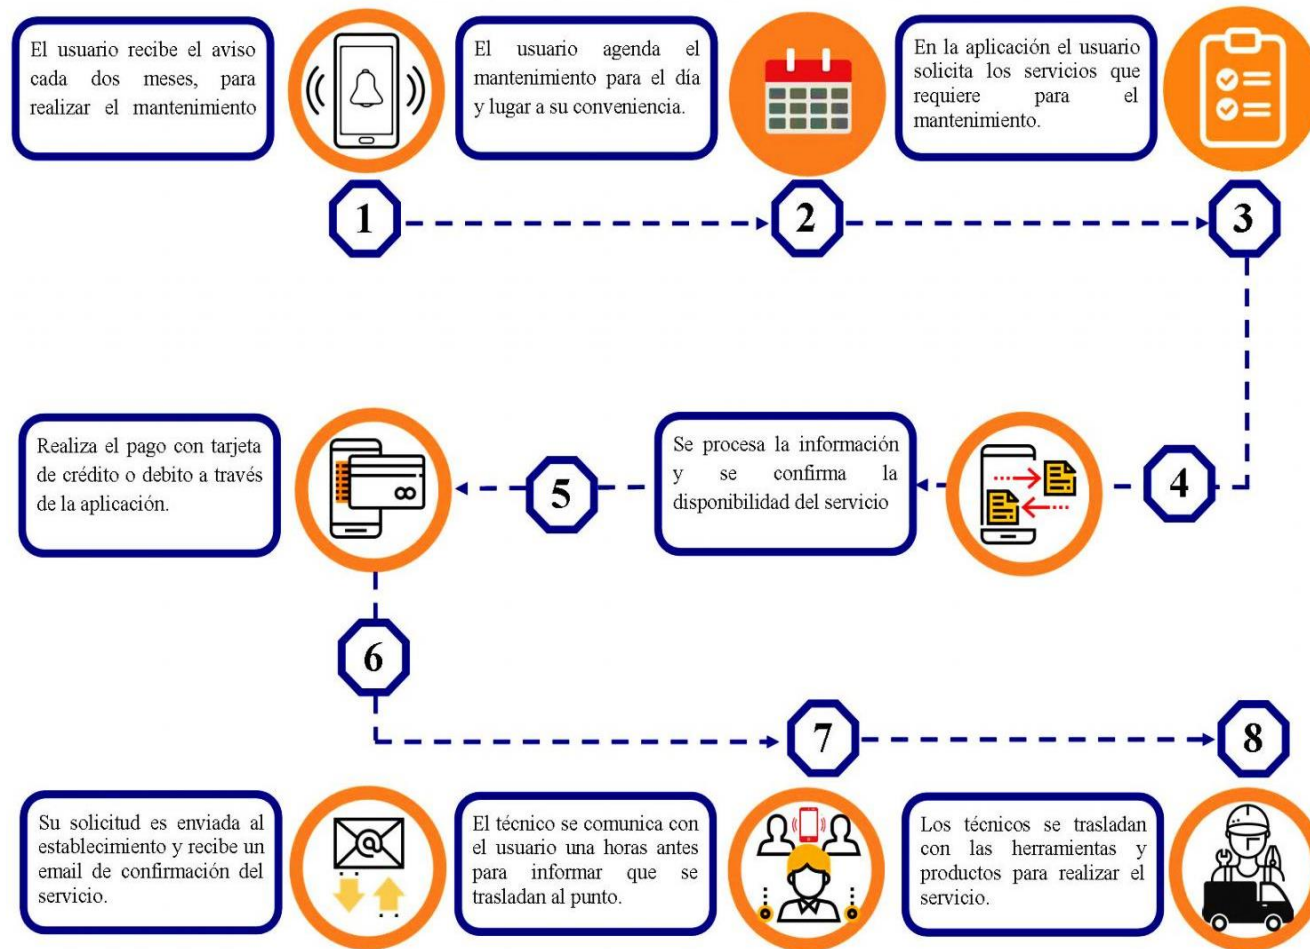 El usuario recibe el aviso
cada dos meses, para
realizar el mantenimiento
El usuario agenda el
mantenimiento para el día
y lugar a su conveniencia.
En la aplicación el usuario
solicita los servicios que
requiere para el
mantenimiento.
1
2
3
Realiza el pago con tarjeta
de crédito o debito a través
de la aplicación.
5
Se procesa la información
y se confirma la
disponibilidad del servicio
4
6
7
8
Su solicitud es enviada al
establecimiento y recibe un
email de confirmación del
servicio.
@
El técnico se comunica con
el usuario una horas antes
para informar que se
trasladan al punto.
Los técnicos se trasladan
con las herramientas y
productos para realizar el
servicio.